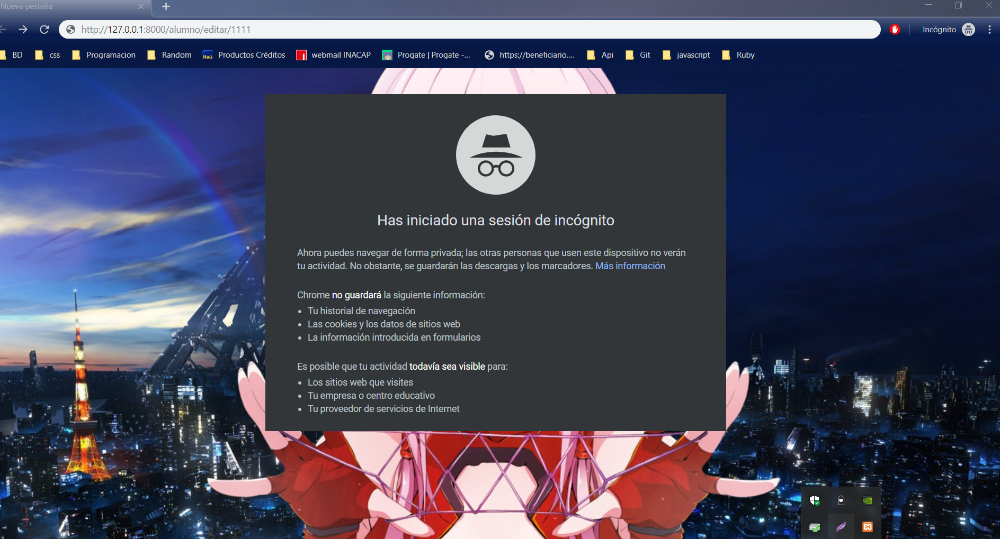 Nueva pestaña
http://127.0.0.1:8000/alumno/editar/1111
Incógnito
BD
css
Programacion
Random
Itaú
Productos Créditos
webmail INACAP
Progate | Progate -...
https://beneficiario....
Api
Git
javascript
Ruby
Has iniciado una sesión de incógnito
Ahora puedes navegar de forma privada; las otras personas que usen este dispositivo no verán
tu actividad. No obstante, se guardarán las descargas y los marcadores. Más información
Chrome no guardará la siguiente información:
• Tu historial de navegación
• Las cookies y los datos de sitios web
• La información introducida en formularios
Es posible que tu actividad todavía sea visible para:
• Los sitios web que visites
• Tu empresa o centro educativo
• Tu proveedor de servicios de Internet